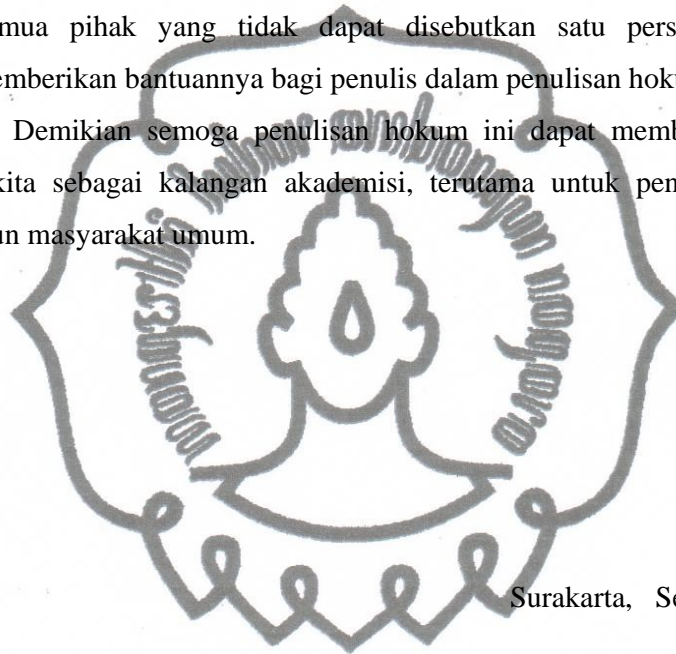 mua pihak yang tidak dapat disebutkan satu pers
emberikan bantuannya bagi penulis dalam penulisan hoku
Demikian semoga penulisan hokum ini dapat memb
kita sebagai kalangan akademisi, terutama untuk pen
un masyarakat umum.
Surakarta, Se